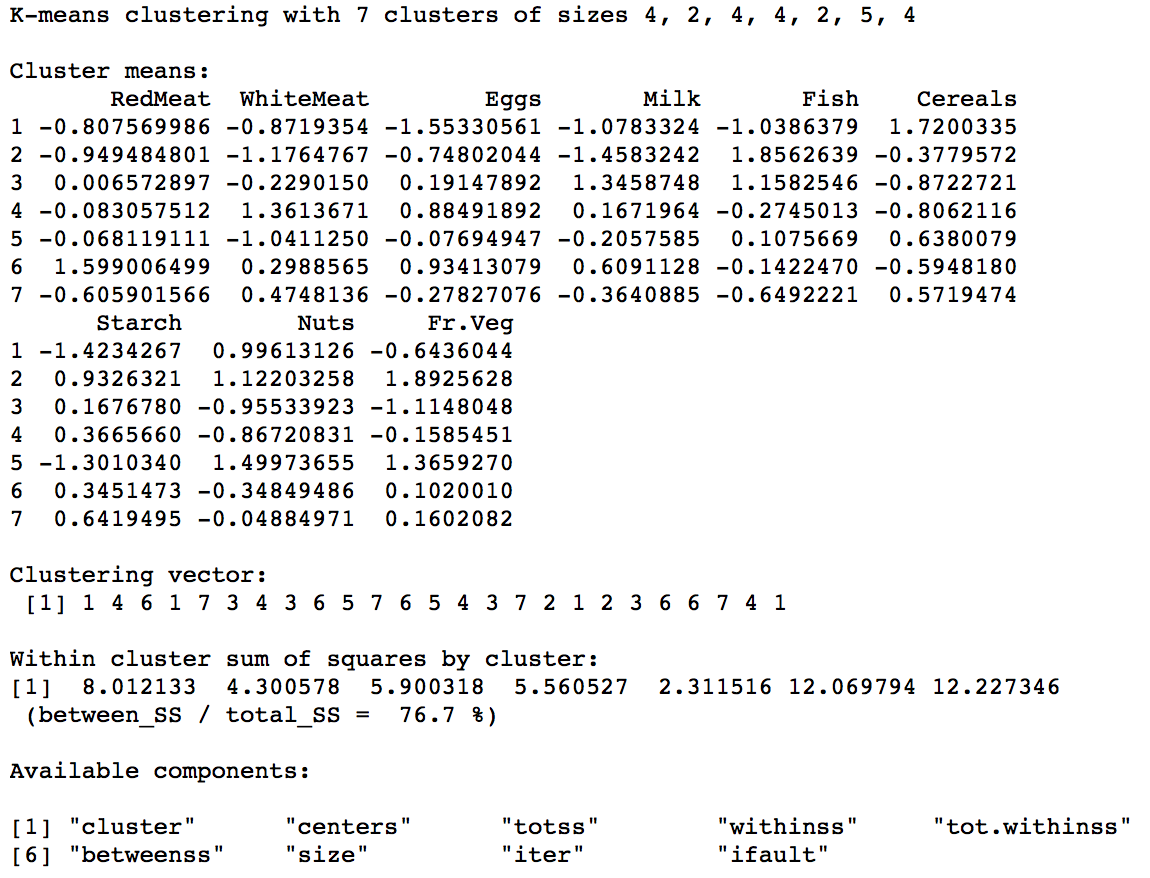 K-means clustering with 7 clusters of sizes 4, 2, 4, 4, 2, 5, 4

Cluster means:
       RedMeat  WhiteMeat        Eggs       Milk       Fish    Cereals
1 -0.807569986 -0.8719354 -1.55330561 -1.0783324 -1.0386379  1.7200335
2 -0.949484801 -1.1764767 -0.74802044 -1.4583242  1.8562639 -0.3779572
3  0.006572897 -0.2290150  0.19147892  1.3458748  1.1582546 -0.8722721
4 -0.083057512  1.3613671  0.88491892  0.1671964 -0.2745013 -0.8062116
5 -0.068119111 -1.0411250 -0.07694947 -0.2057585  0.1075669  0.6380079
6  1.599006499  0.2988565  0.93413079  0.6091128 -0.1422470 -0.5948180
7 -0.605901566  0.4748136 -0.27827076 -0.3640885 -0.6492221  0.5719474
      Starch        Nuts     Fr.Veg
1 -1.4234267  0.99613126 -0.6436044
2  0.9326321  1.12203258  1.8925628
3  0.1676780 -0.95533923 -1.1148048
4  0.3665660 -0.86720831 -0.1585451
5 -1.3010340  1.49973655  1.3659270
6  0.3451473 -0.34849486  0.1020010
7  0.6419495 -0.04884971  0.1602082

Clustering vector:
 [1] 1 4 6 1 7 3 4 3 6 5 7 6 5 4 3 7 2 1 2 3 6 6 7 4 1

Within cluster sum of squares by cluster:
[1]  8.012133  4.300578  5.900318  5.560527  2.311516 12.069794 12.227346
 (between_SS / total_SS =  76.7 %)

Available components:

[1] "cluster"      "centers"      "totss"        "withinss"     "tot.withinss"
[6] "betweenss"    "size"         "iter"         "ifault"